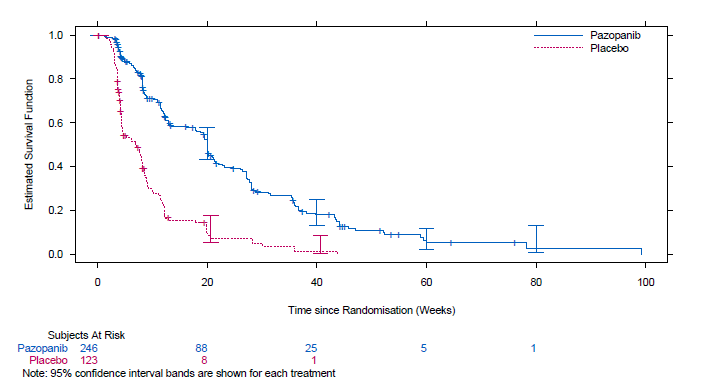 Pazopanib
Placebo
Estimated Survival Function
1.0
0.8
0.6
0.4
0.2
0.0
0 20 40 60 80 100
Time since Randomisation (Weeks)
Subjects At Risk
Pazopanib 246 88 25 5 1
Placebo 123 8 1
Note: 95% confidence interval bands are shown for each treatment